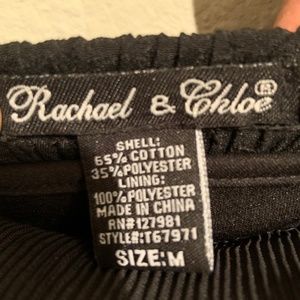 Rachael & Chloe®
SHELL:
65% COTTON
35% POLYESTER
LINING:
100% POLYESTER
MADE IN CHINA
RN#127981
STYLE#:T67971
SIZE:M